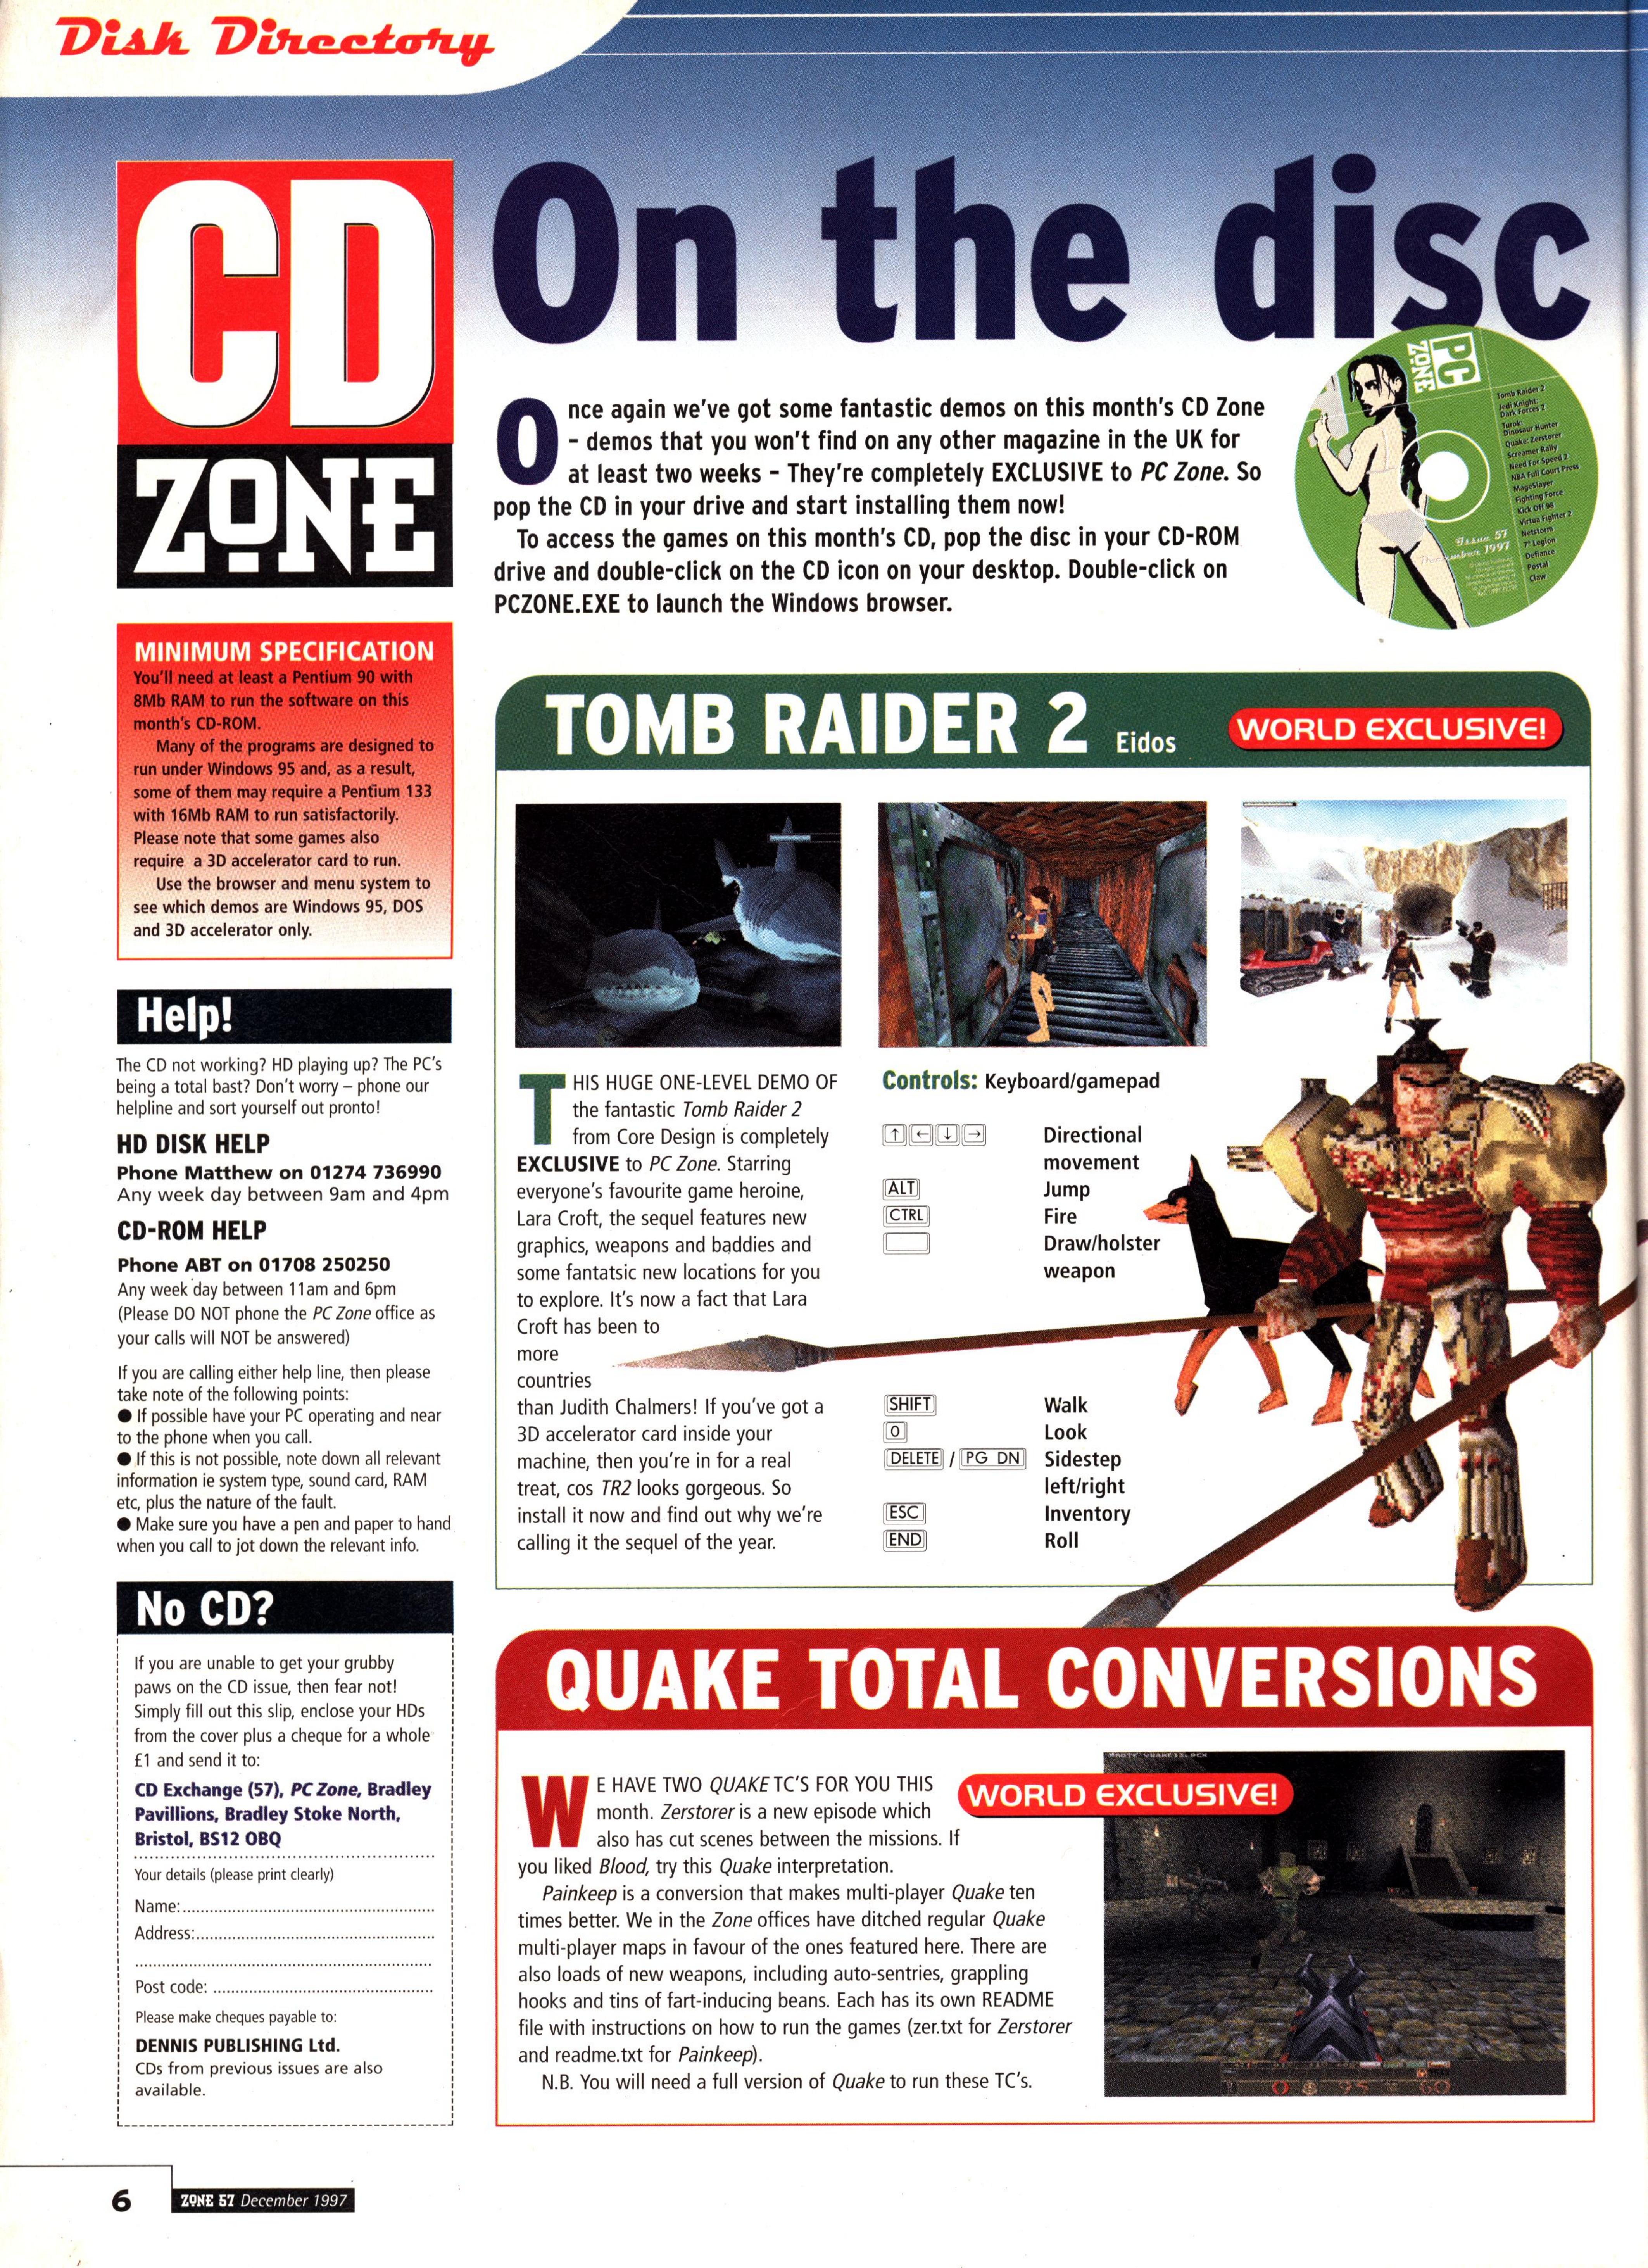 Disk Directory
CD
ZONE
On the disc
Once again we've got some fantastic demos on this month's CD Zone
– demos that you won't find on any other magazine in the UK for
at least two weeks – They're completely EXCLUSIVE to PC Zone. So
pop the CD in your drive and start installing them now!
To access the games on this month's CD, pop the disc in your CD-ROM
drive and double-click on the CD icon on your desktop. Double-click on
PCZONE.EXE to launch the Windows browser.
PC
ZONE
Tomb Raider 2
Jedi Knight:
Dark Forces 2
Turok:
Dinosaur Hunter
Quake: Zerstorer
Screamer Rally
Need For Speed 2
NBA Full Court Press
MageSlayer
Fighting Force
Kick Off 98
Virtua Fighter 2
Netstorm
7th Legion
Defiance
Postal
Claw
Issue 57
December 1997
MINIMUM SPECIFICATION
You'll need at least a Pentium 90 with
8Mb RAM to run the software on this
month's CD-ROM.
Many of the programs are designed to
run under Windows 95 and, as a result,
some of them may require a Pentium 133
with 16Mb RAM to run satisfactorily.
Please note that some games also
require a 3D accelerator card to run.
Use the browser and menu system to
see which demos are Windows 95, DOS
and 3D accelerator only.
Help!
The CD not working? HD playing up? The PC's
being a total bast? Don't worry – phone our
helpline and sort yourself out pronto!
HD DISK HELP
Phone Matthew on 01274 736990
Any week day between 9am and 4pm
CD-ROM HELP
Phone ABT on 01708 250250
Any week day between 11am and 6pm
(Please DO NOT phone the PC Zone office as
your calls will NOT be answered)
If you are calling either help line, then please
take note of the following points:
● If possible have your PC operating and near
to the phone when you call.
● If this is not possible, note down all relevant
information ie system type, sound card, RAM
etc, plus the nature of the fault.
● Make sure you have a pen and paper to hand
when you call to jot down the relevant info.
No CD?
If you are unable to get your grubby
paws on the CD issue, then fear not!
Simply fill out this slip, enclose your HDs
from the cover plus a cheque for a whole
£1 and send it to:
CD Exchange (57), PC Zone, Bradley
Pavillions, Bradley Stoke North,
Bristol, BS12 OBQ
Your details (please print clearly)
Name:
Address:
Post code:
Please make cheques payable to:
DENNIS PUBLISHING Ltd.
CDs from previous issues are also
available.
TOMB RAIDER 2 Eidos
WORLD EXCLUSIVE!
THIS HUGE ONE-LEVEL DEMO OF
the fantastic Tomb Raider 2
from Core Design is completely
EXCLUSIVE to PC Zone. Starring
everyone's favourite game heroine,
Lara Croft, the sequel features new
graphics, weapons and baddies and
some fantatsic new locations for you
to explore. It's now a fact that Lara
Croft has been to
more
countries
than Judith Chalmers! If you've got a
3D accelerator card inside your
machine, then you're in for a real
treat, cos TR2 looks gorgeous. So
install it now and find out why we're
calling it the sequel of the year.
Controls: Keyboard/gamepad
↑ ← ↓ → Directional
movement
ALT Jump
CTRL Fire
Draw/holster
weapon
SHIFT Walk
0 Look
DELETE / PG DN Sidestep
left/right
ESC Inventory
END Roll
QUAKE TOTAL CONVERSIONS
WORLD EXCLUSIVE!
WE HAVE TWO QUAKE TC'S FOR YOU THIS
month. Zerstorer is a new episode which
also has cut scenes between the missions. If
you liked Blood, try this Quake interpretation.
Painkeep is a conversion that makes multi-player Quake ten
times better. We in the Zone offices have ditched regular Quake
multi-player maps in favour of the ones featured here. There are
also loads of new weapons, including auto-sentries, grappling
hooks and tins of fart-inducing beans. Each has its own README
file with instructions on how to run the games (zer.txt for Zerstorer
and readme.txt for Painkeep).
N.B. You will need a full version of Quake to run these TC's.
6
ZONE 57 December 1997